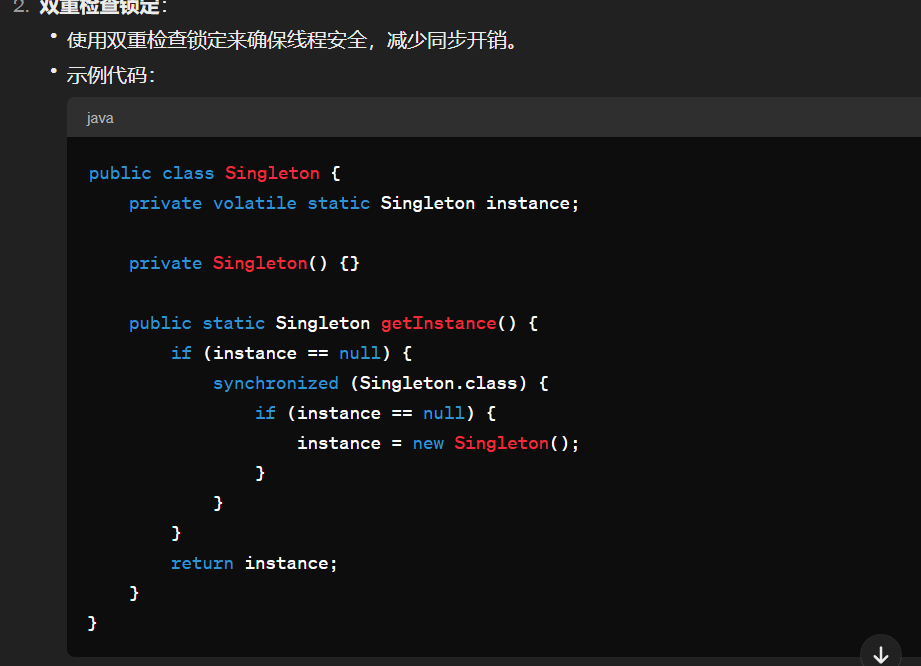 2. 双重检查锁定:
• 使用双重检查锁定来确保线程安全，减少同步开销。
• 示例代码:
java
public class Singleton {
    private volatile static Singleton instance;
    private Singleton() {}
    public static Singleton getInstance() {
        if (instance == null) {
            synchronized (Singleton.class) {
                if (instance == null) {
                    instance = new Singleton();
                }
            }
        }
        return instance;
    }
}